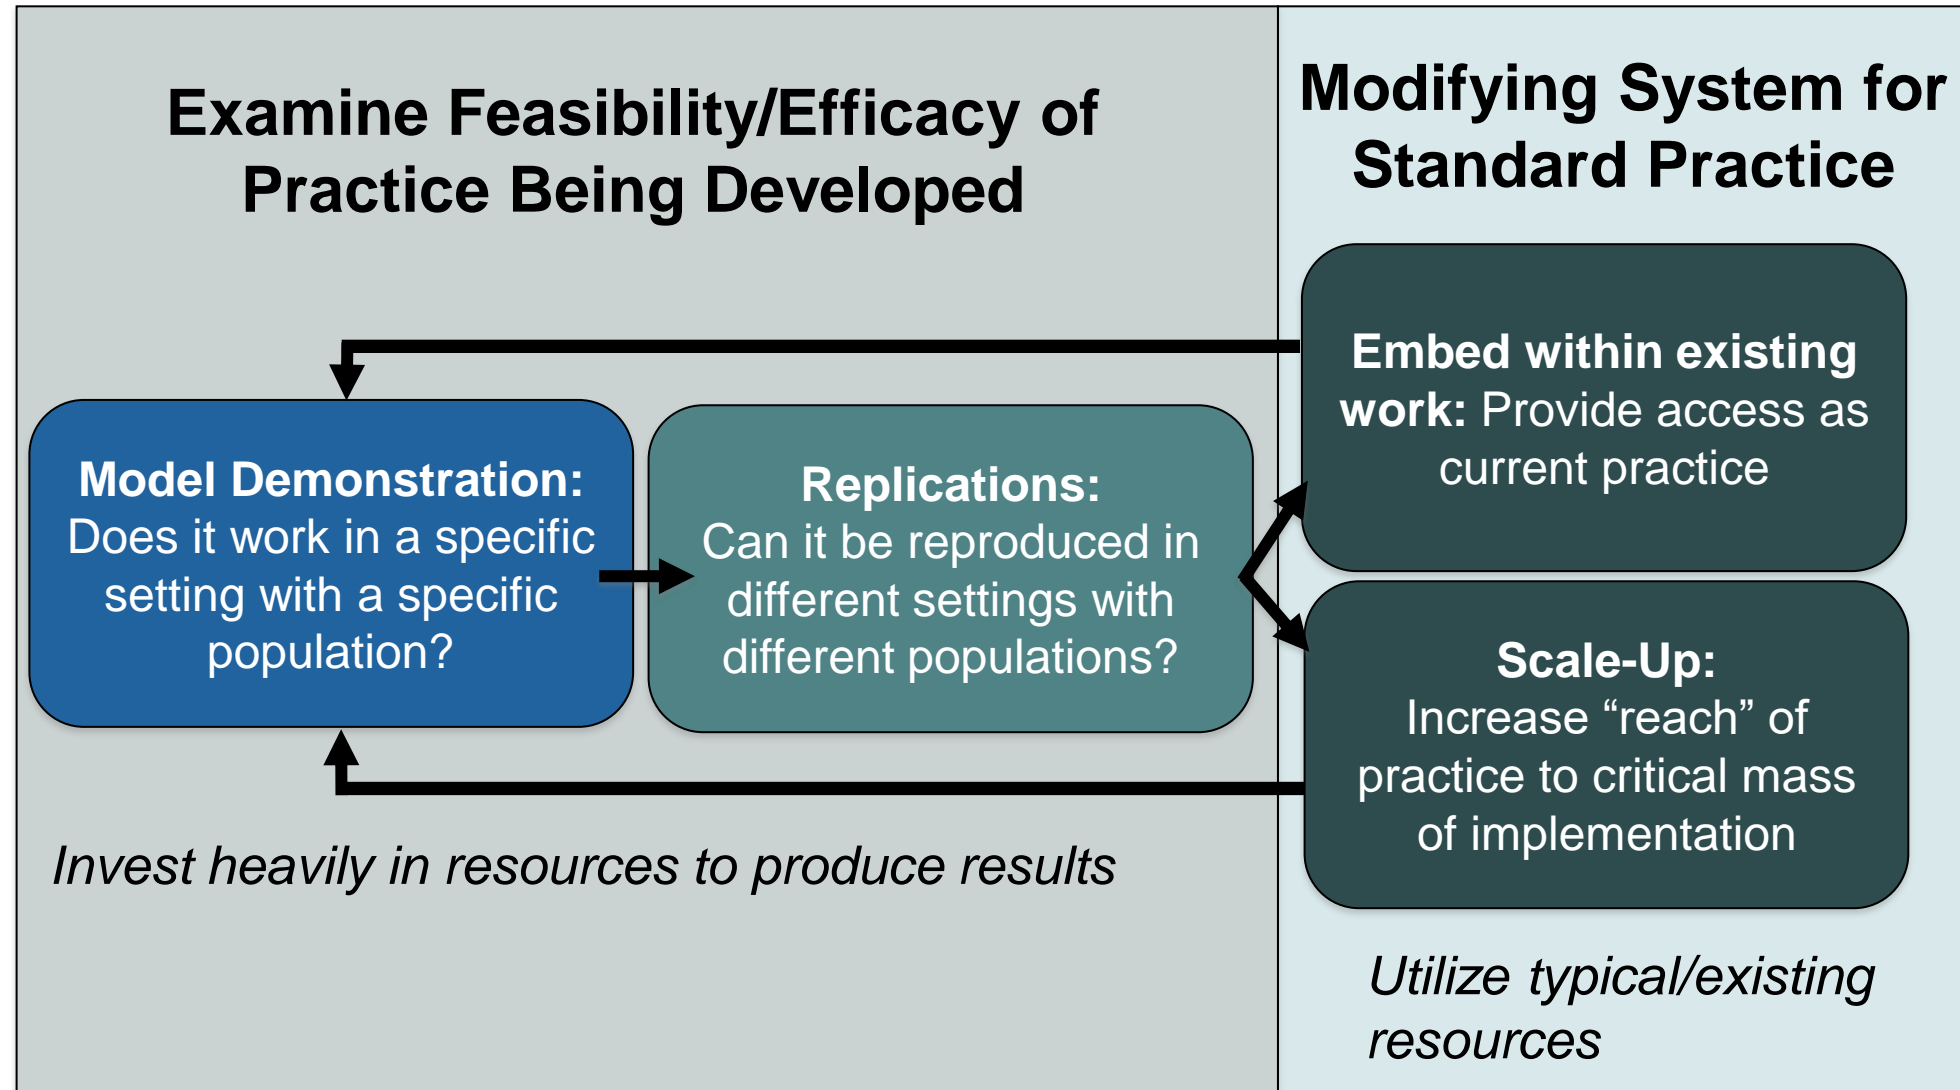 Examine Feasibility/Efficacy of
Practice Being Developed
Modifying System for
Standard Practice
Model Demonstration:
Does it work in a specific
setting with a specific
population?
Replications:
Can it be reproduced in
different settings with
different populations?
Embed within existing
work: Provide access as
current practice
Scale-Up:
Increase “reach” of
practice to critical mass
of implementation
Invest heavily in resources to produce results
Utilize typical/existing
resources